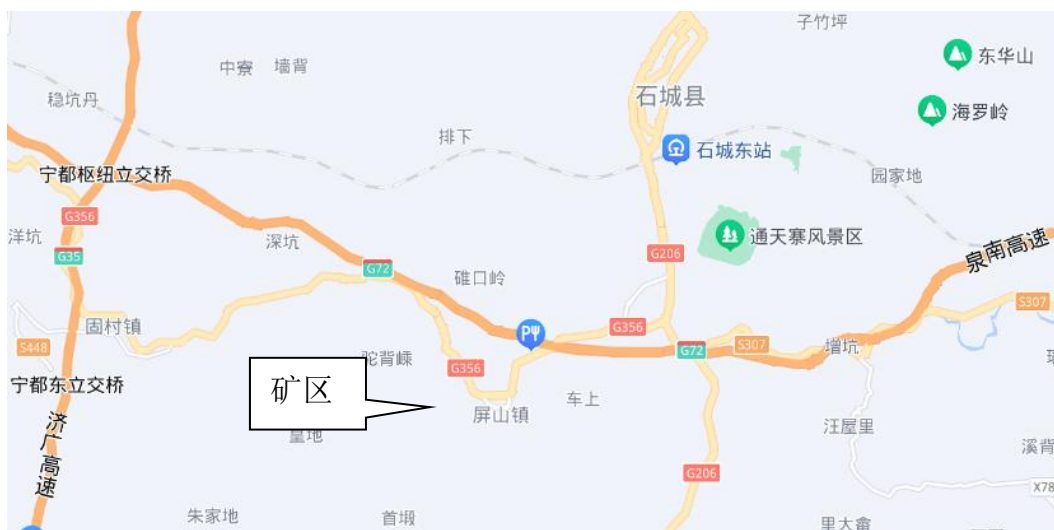 子竹坪
东华山
中寮
墙背
石城县
稳坑丹
海罗岭
排下
石城东站
宁都枢纽立交桥
园家地
G356
洋坑
深坑
通天寨风景区
G35
G206
泉南高速
G72
碓口岭
S307
固村镇
G356
S448
P
G72
S307
增坑
驼背嵊
G356
宁都东立交桥
矿区
车上
屏山镇
汪屋里
济广高速
溪背
G206
X78
朱家地
首塅
里大畲